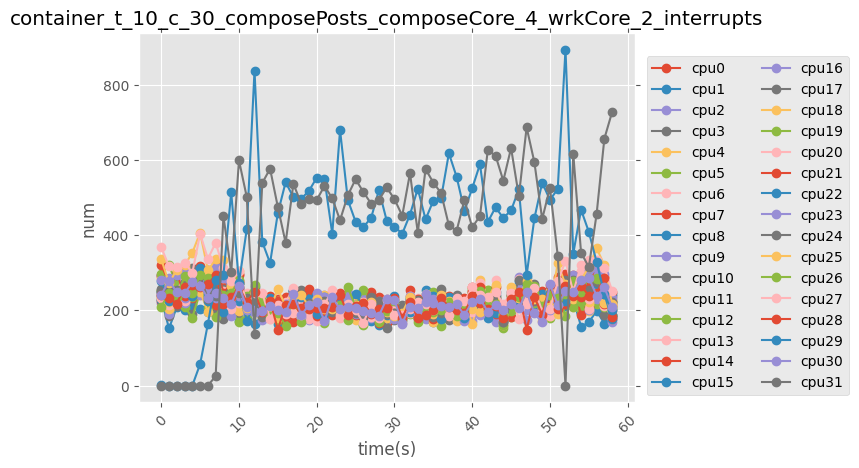 container_t_10_c_30_composePosts_composeCore_4_wrkCore_2_interrupts
num
800
600
400
200
0
0
10
20
30
40
50
60
time(s)
cpu0
cpu1
cpu2
cpu3
cpu4
cpu5
cpu6
cpu7
cpu8
cpu9
cpu10
cpu11
cpu12
cpu13
cpu14
cpu15
cpu16
cpu17
cpu18
cpu19
cpu20
cpu21
cpu22
cpu23
cpu24
cpu25
cpu26
cpu27
cpu28
cpu29
cpu30
cpu31